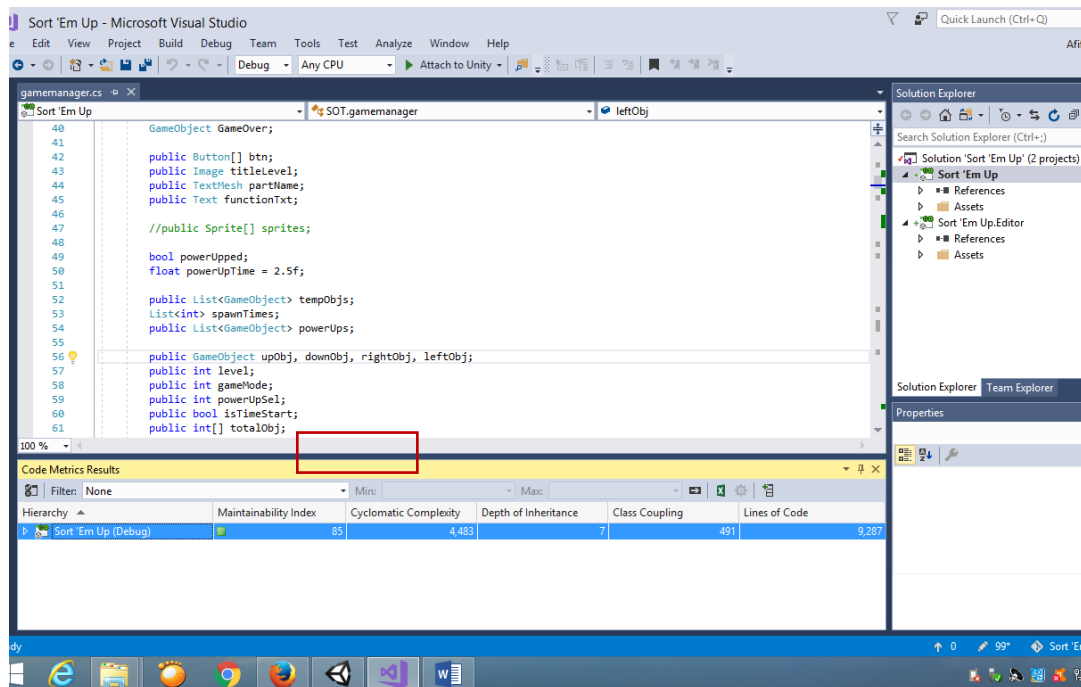 Sort 'Em Up - Microsoft Visual Studio
Quick Launch (Ctrl+Q)
Edit View Project Build Debug Team Tools Test Analyze Window Help
Debug Any CPU Attach to Unity
gamemanager.cs
Sort 'Em Up SOT.gamemanager leftObj
40 GameObject GameOver;
41
42 public Button[] btn;
43 public Image titleLevel;
44 public TextMesh partName;
45 public Text functionTxt;
46
47 //public Sprite[] sprites;
48
49 bool powerUpped;
50 float powerUpTime = 2.5f;
51
52 public List<GameObject> tempObjs;
53 List<int> spawnTimes;
54 public List<GameObject> powerUps;
55
56 public GameObject upObj, downObj, rightObj, leftObj;
57 public int level;
58 public int gameMode;
59 public int powerUpSel;
60 public bool isTimeStart;
61 public int[] totalObj;
100 %
Solution Explorer
Search Solution Explorer (Ctrl+;)
Solution 'Sort 'Em Up' (2 projects)
Sort 'Em Up
References
Assets
Sort 'Em Up.Editor
References
Assets
Solution Explorer Team Explorer
Properties
Code Metrics Results
Filter: None Min: Max:
Hierarchy Maintainability Index Cyclomatic Complexity Depth of Inheritance Class Coupling Lines of Code
Sort 'Em Up (Debug) 85 4,483 7 491 9,287
0 99* Sort 'E